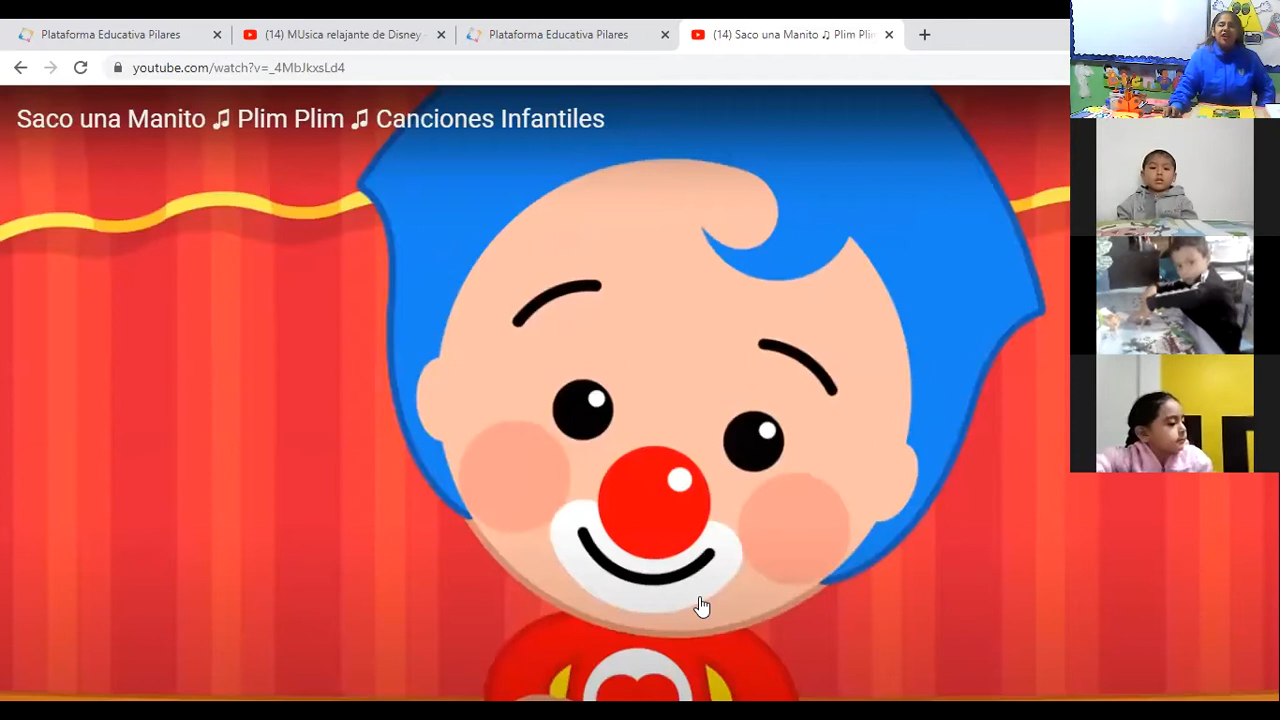 Plataforma Educativa Pilares
(14) MUsica relajante de Disney -
Plataforma Educativa Pilares
(14) Saco una Manito ♫ Plim Plim
youtube.com/watch?v=_4MbJkxsLd4
Saco una Manito ♫ Plim Plim ♫ Canciones Infantiles